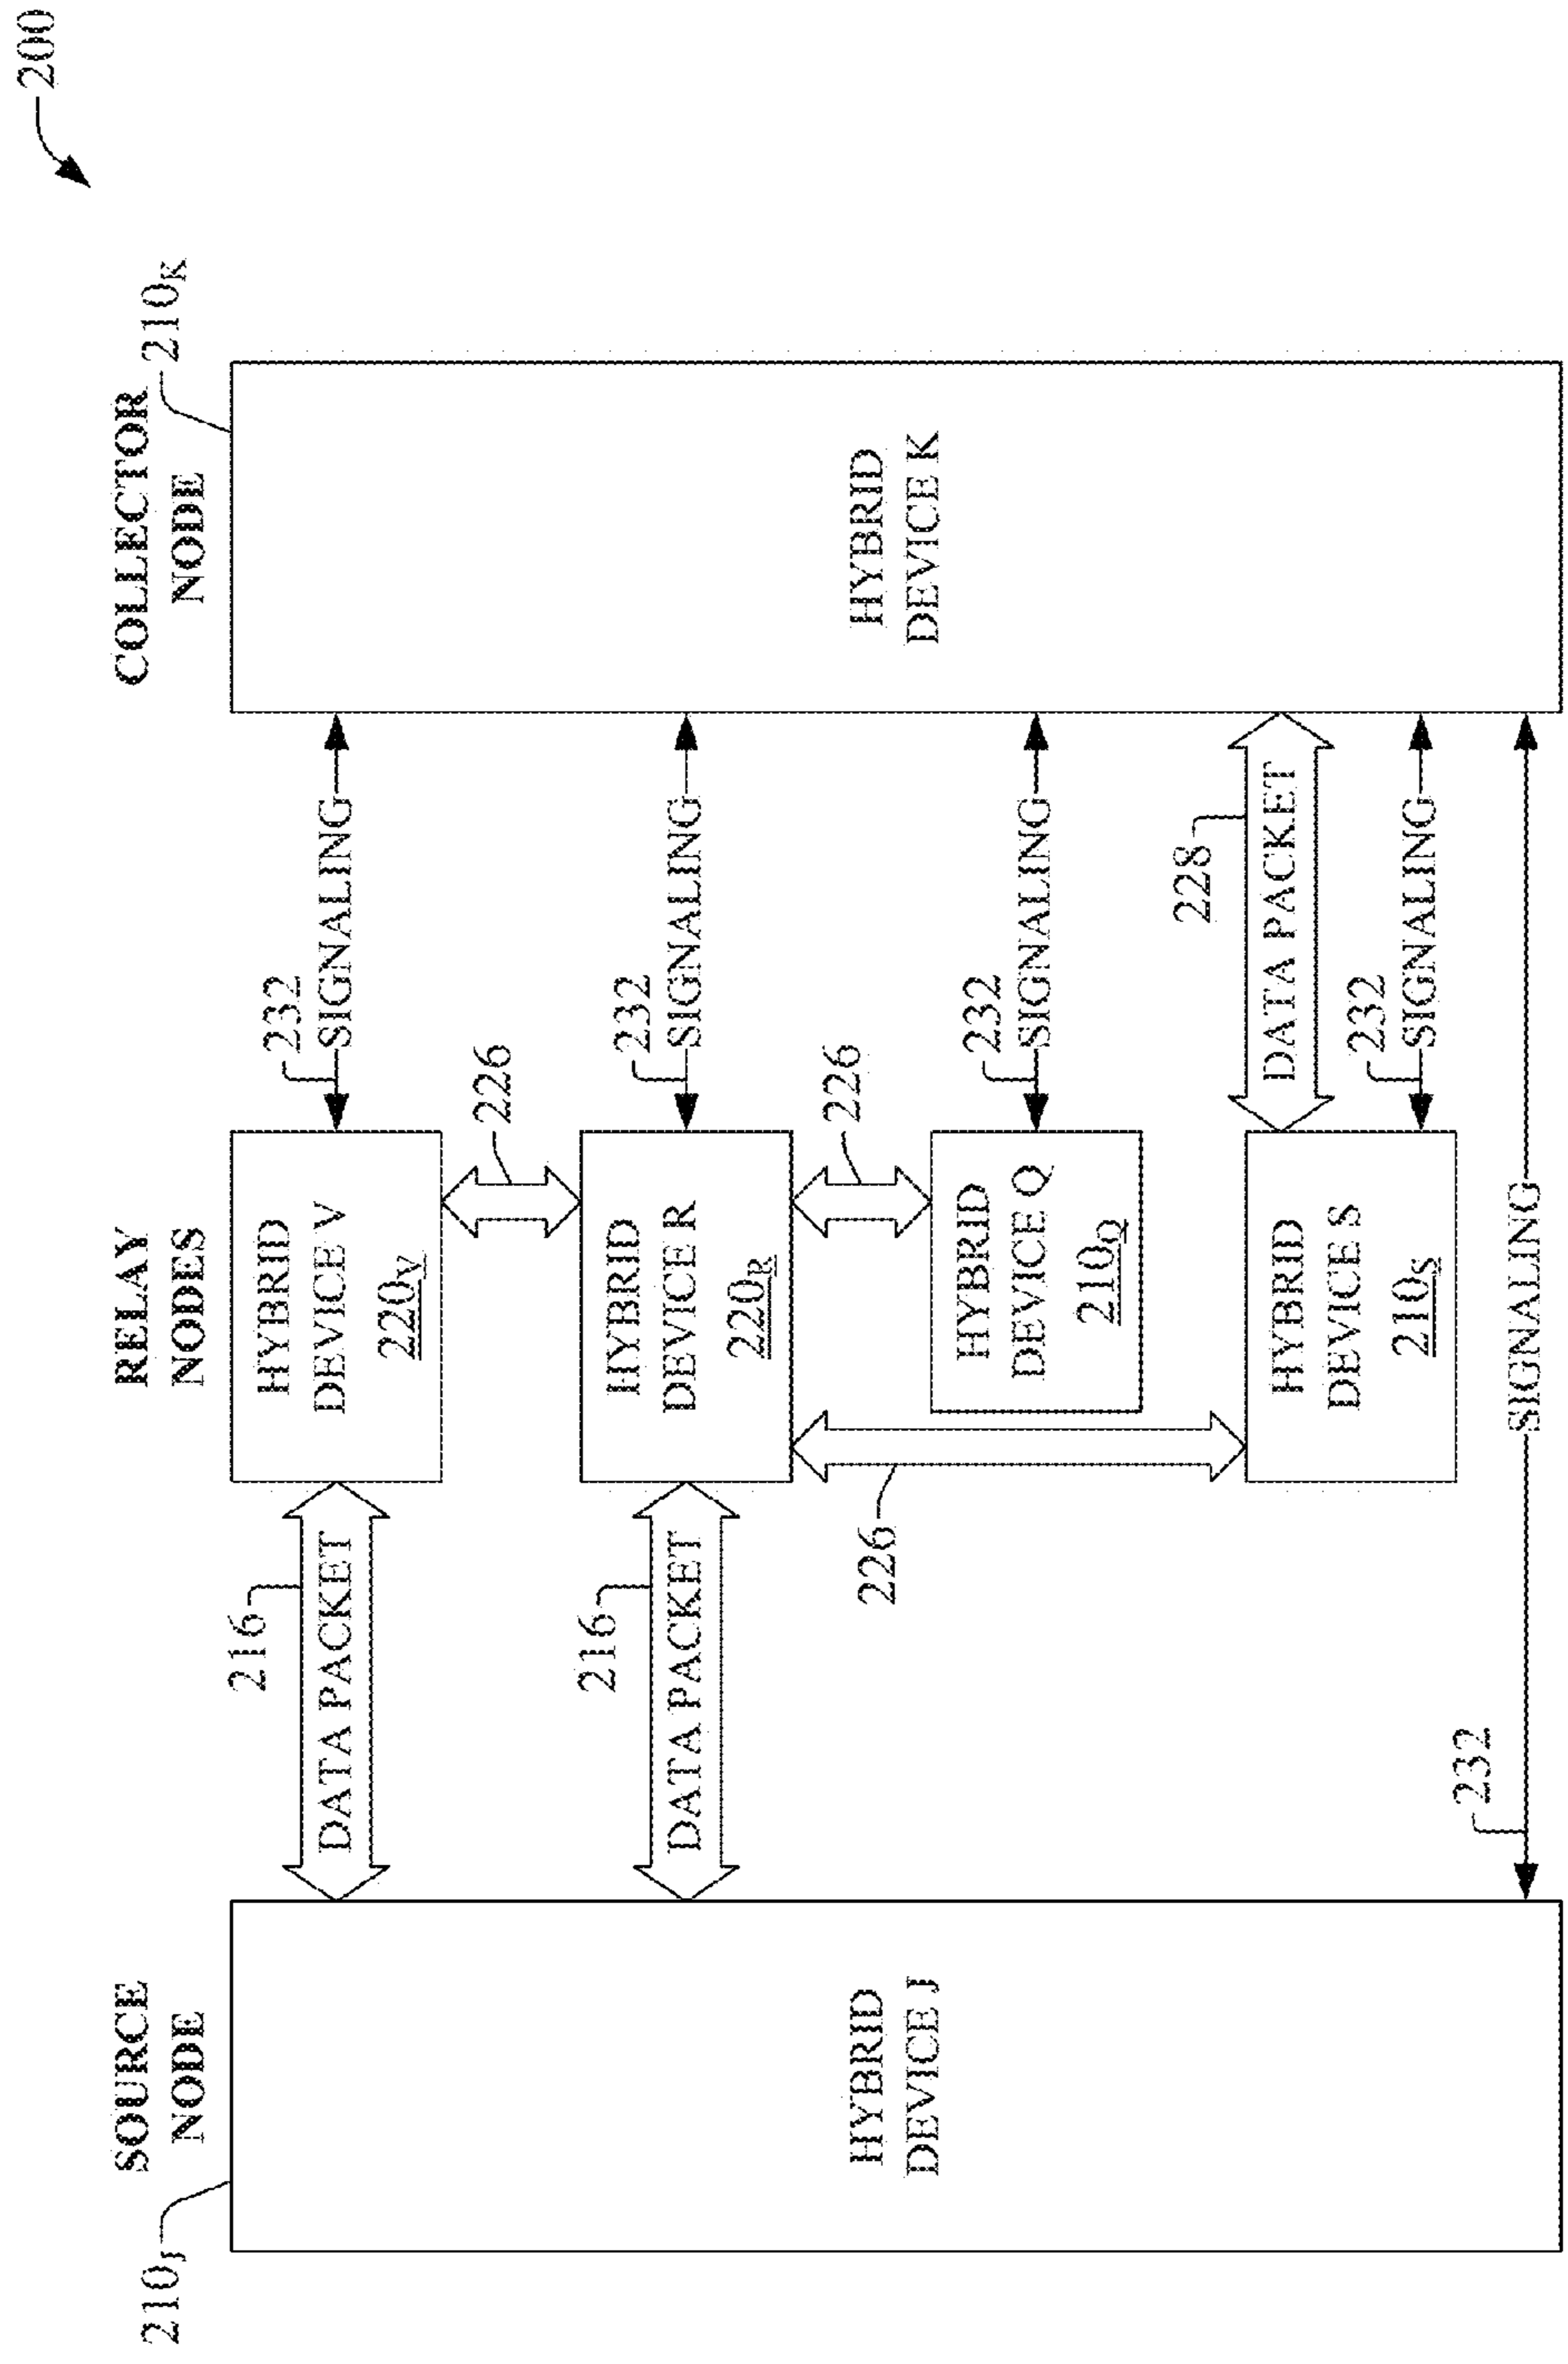 200
SOURCE
NODE
RELAY
NODES
COLLECTOR
NODE
210J
210K
HYBRID
DEVICE J
HYBRID
DEVICE K
216
DATA PACKET
HYBRID
DEVICE V
220V
232
SIGNALING
226
216
DATA PACKET
HYBRID
DEVICE R
220R
232
SIGNALING
226
226
HYBRID
DEVICE Q
210Q
232
SIGNALING
228
DATA PACKET
HYBRID
DEVICE S
210S
232
SIGNALING
232
SIGNALING